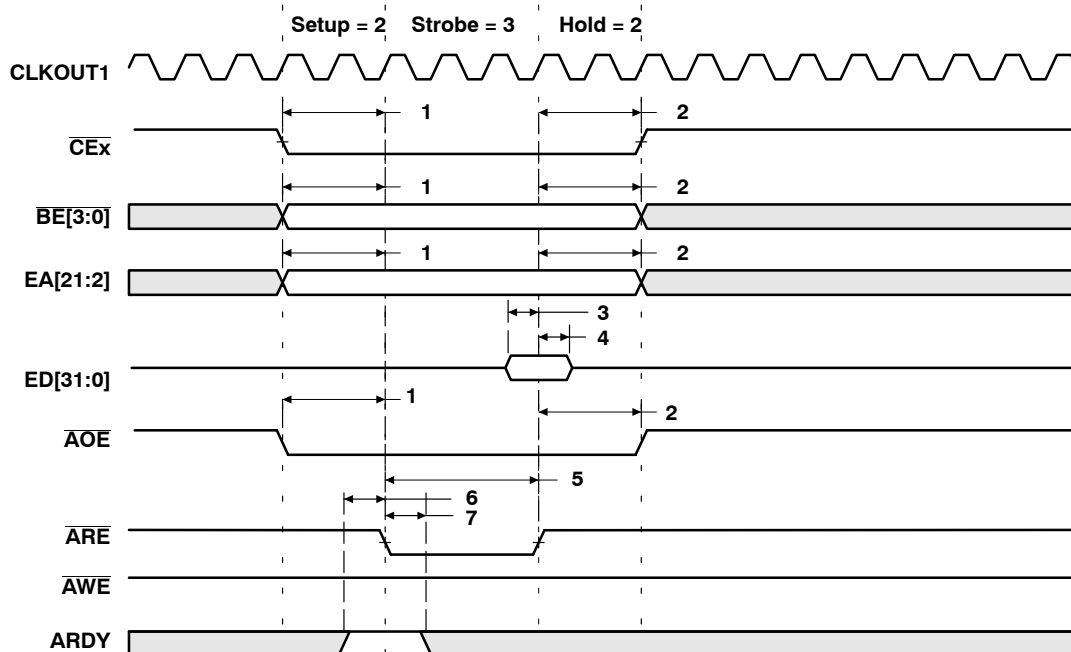 Setup = 2 Strobe = 3 Hold = 2
CLKOUT1
1 2
CEx
1 2
BE[3:0]
1 2
EA[21:2]
3
4
ED[31:0]
1
2
AOE
5
6
7
ARE
AWE
ARDY